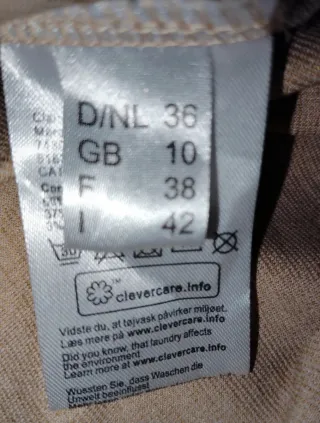 D/NL 36
GB 10
F 38
I 42
30
clevercare.info
Vidste du, at tøjvask påvirker miljøet.
Læs mere på www.clevercare.info
Did you know, that laundry affects
the environment
Learn more at www.clevercare.info
Wussten Sie, dass Waschen die
Umwelt beeinflusst